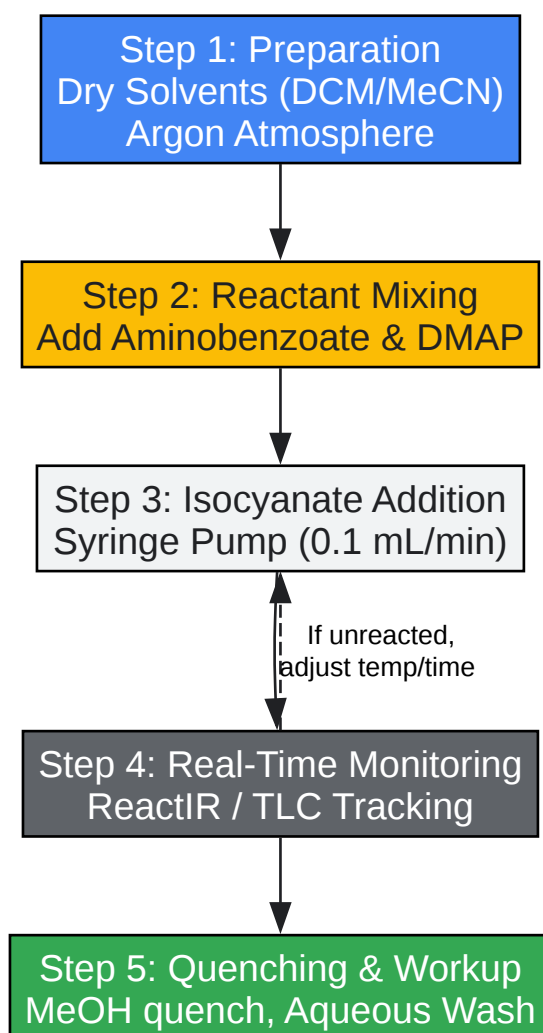 Step 1: Preparation
Dry Solvents (DCM/MeCN)
Argon Atmosphere
Step 2: Reactant Mixing
Add Aminobenzoate & DMAP
Step 3: Isocyanate Addition
Syringe Pump (0.1 mL/min)
If unreacted,
adjust temp/time
Step 4: Real-Time Monitoring
ReactIR / TLC Tracking
Step 5: Quenching & Workup
MeOH quench, Aqueous Wash